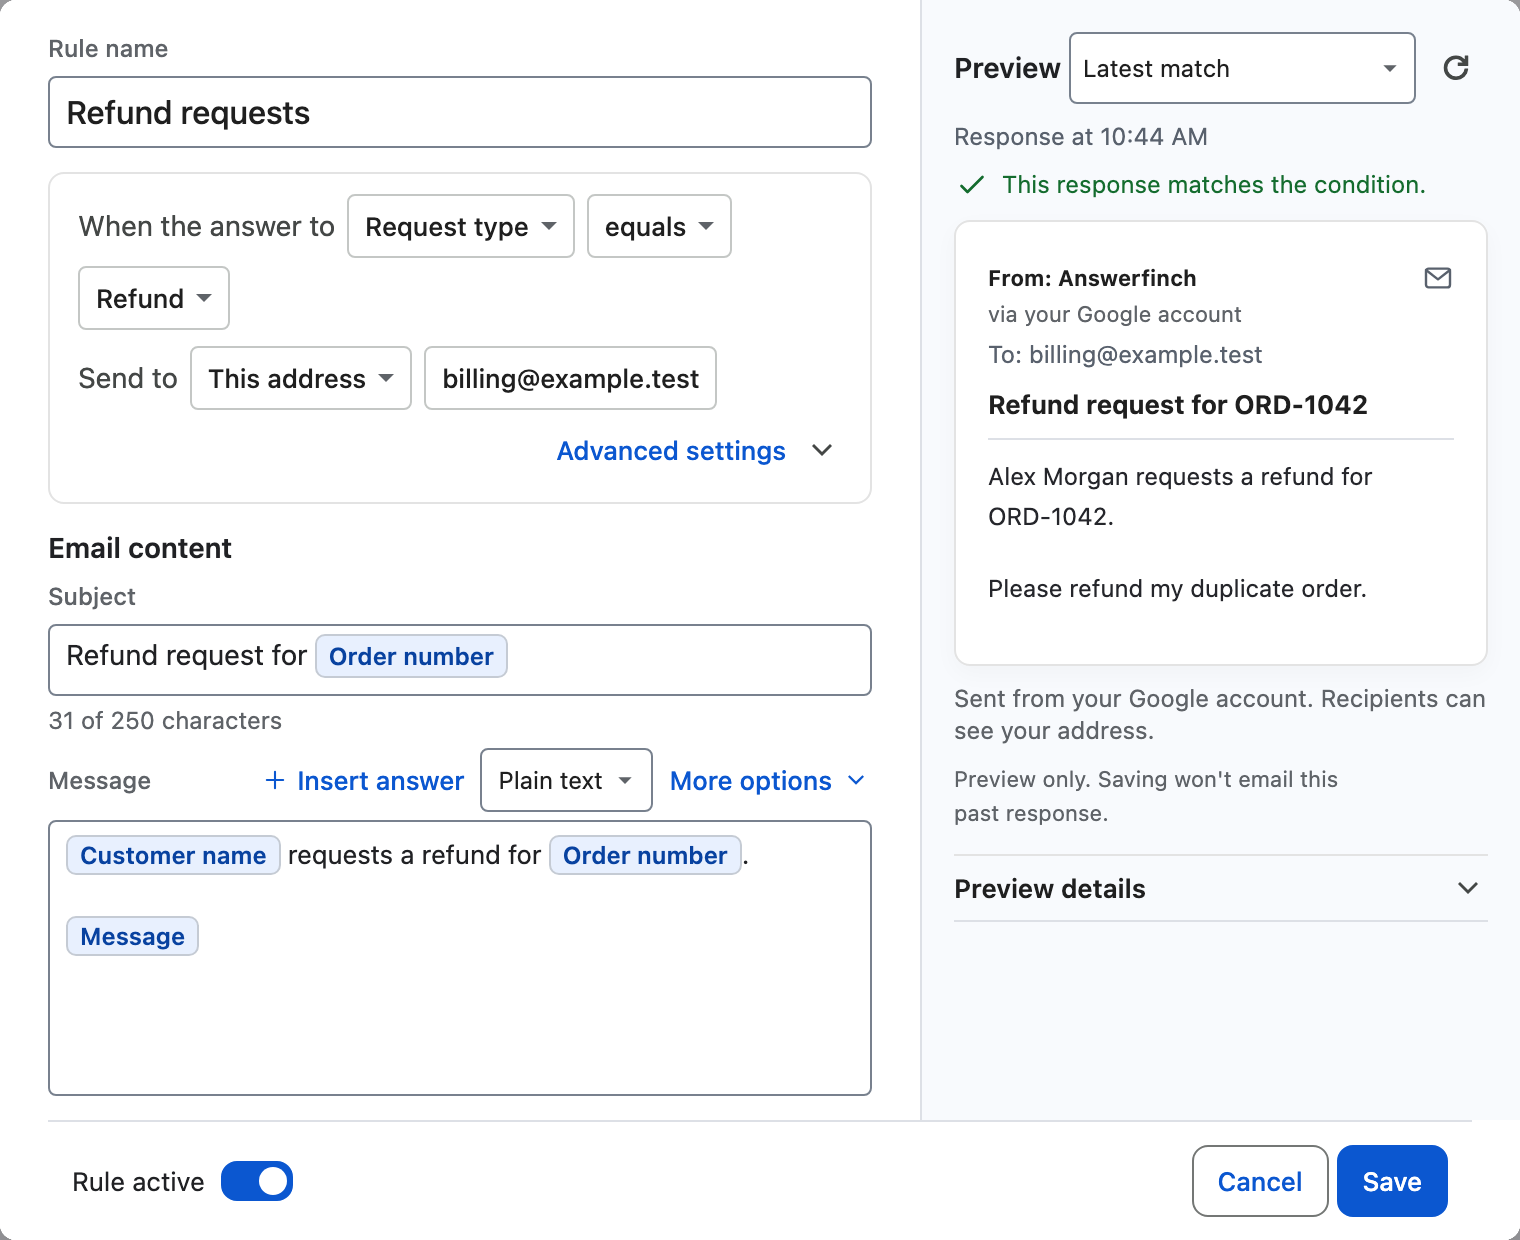 Rule name
Refund requests
When the answer to Request type equals
Refund
Send to This address billing@example.test
Advanced settings
Email content
Subject
Refund request for Order number
31 of 250 characters
Message + Insert answer Plain text More options
Customer name requests a refund for Order number.
Message
Rule active
Preview Latest match
Response at 10:44 AM
This response matches the condition.
From: Answerfinch
via your Google account
To: billing@example.test
Refund request for ORD-1042
Alex Morgan requests a refund for
ORD-1042.
Please refund my duplicate order.
Sent from your Google account. Recipients can
see your address.
Preview only. Saving won't email this
past response.
Preview details
Cancel Save